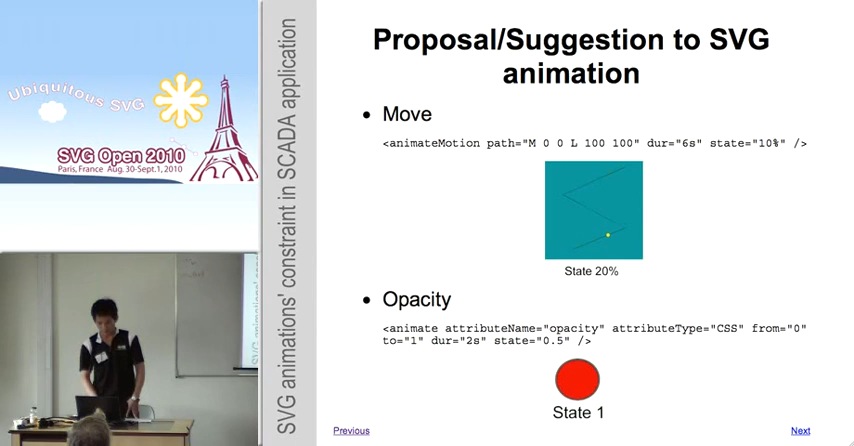 Ubiquitous SVG
SVG Open 2010
Paris, France Aug. 30-Sept.1, 2010
SVG animations' constraint in SCADA application
Proposal/Suggestion to SVG
animation
• Move
<animateMotion path="M 0 0 L 100 100" dur="6s" state="10%" />
State 20%
• Opacity
<animate attributeName="opacity" attributeType="CSS" from="0"
to="1" dur="2s" state="0.5" />
State 1
Previous
Next